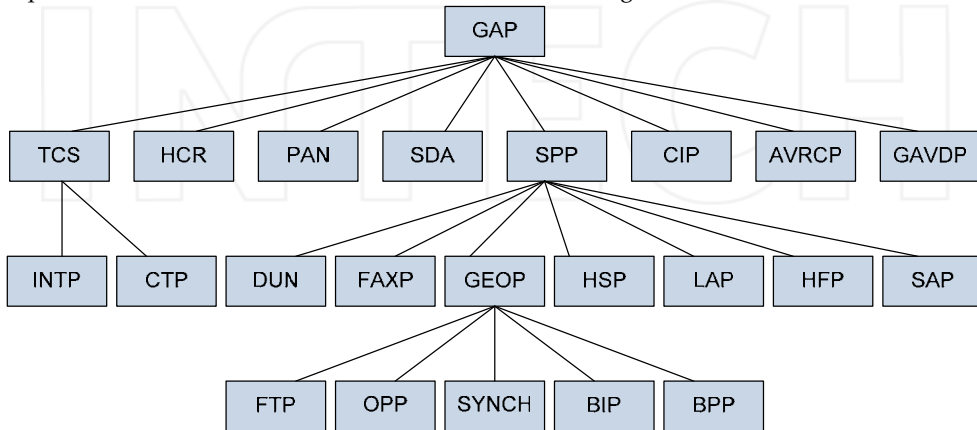 GAP
TCS HCR PAN SDA SPP CIP AVRCP GAVDP
INTP CTP DUN FAXP GEOP HSP LAP HFP SAP
FTP OPP SYNCH BIP BPP
INTECH